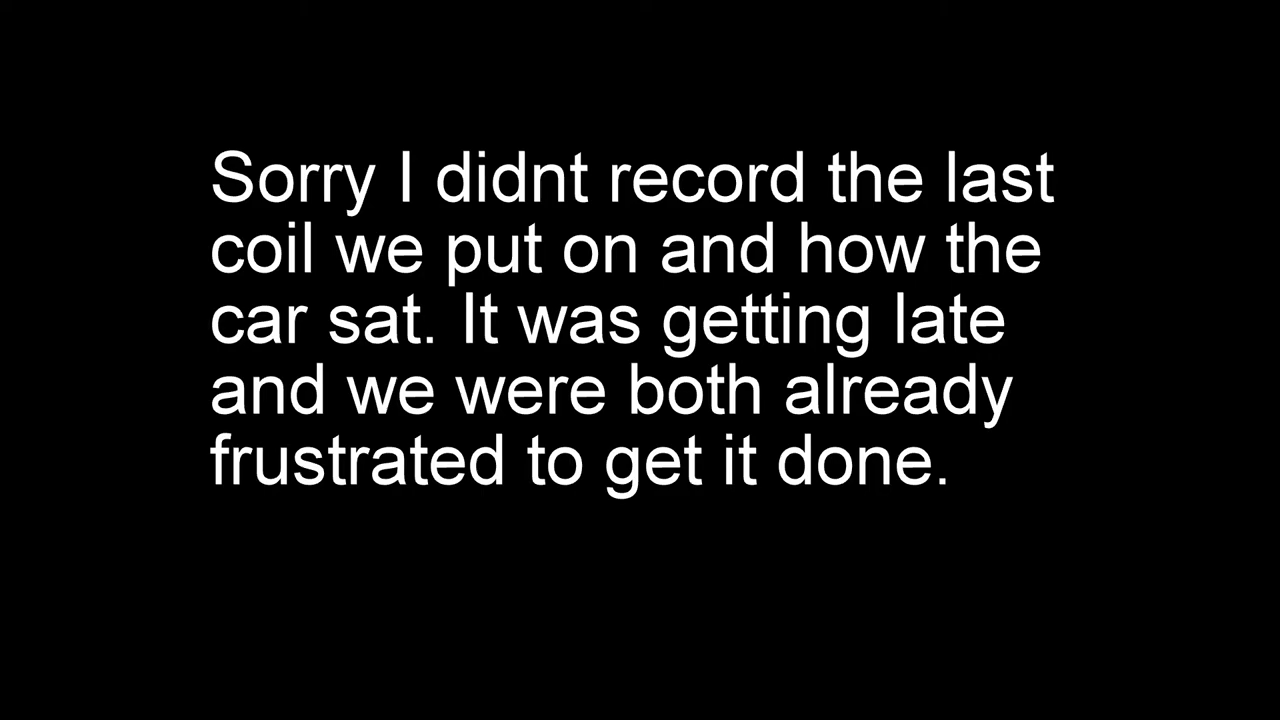 Sorry I didnt record the last
coil we put on and how the
car sat. It was getting late
and we were both already
frustrated to get it done.